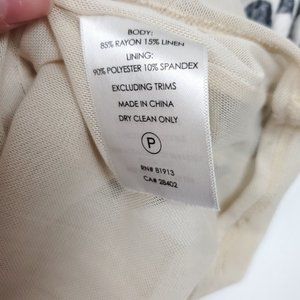 BODY:
85% RAYON 15% LINEN
LINING:
90% POLYESTER 10% SPANDEX
EXCLUDING TRIMS
MADE IN CHINA
DRY CLEAN ONLY
P
RN# 81913
CA# 28402